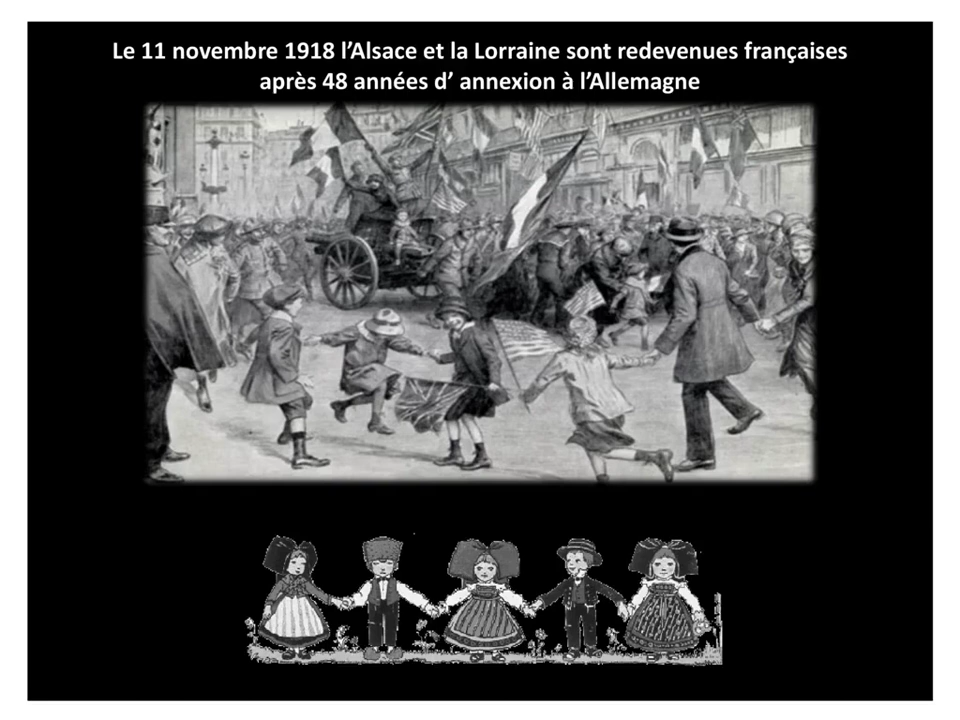 Le 11 novembre 1918 l’Alsace et la Lorraine sont redevenues françaises
après 48 années d’ annexion à l’Allemagne